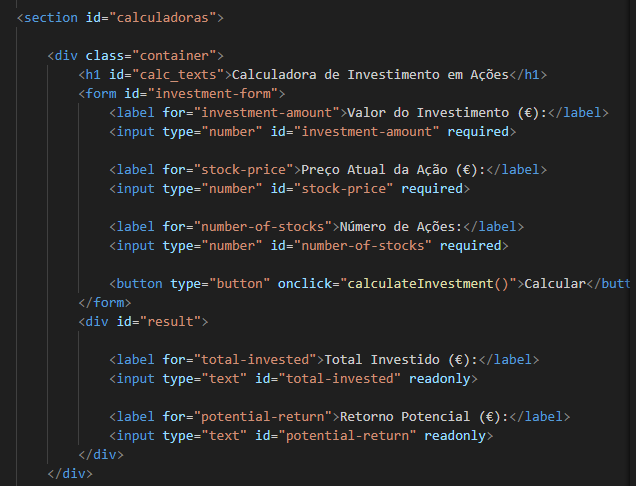 <section id="calculadoras">
<div class="container">
<h1 id="calc_texts">Calculadora de Investimento em Ações</h1>
<form id="investment-form">
<label for="investment-amount">Valor do Investimento (€):</label>
<input type="number" id="investment-amount" required>
<label for="stock-price">Preço Atual da Ação (€):</label>
<input type="number" id="stock-price" required>
<label for="number-of-stocks">Número de Ações:</label>
<input type="number" id="number-of-stocks" required>
<button type="button" onclick="calculateInvestment()">Calcular</butt
</form>
<div id="result">
<label for="total-invested">Total Investido (€):</label>
<input type="text" id="total-invested" readonly>
<label for="potential-return">Retorno Potencial (€):</label>
<input type="text" id="potential-return" readonly>
</div>
</div>